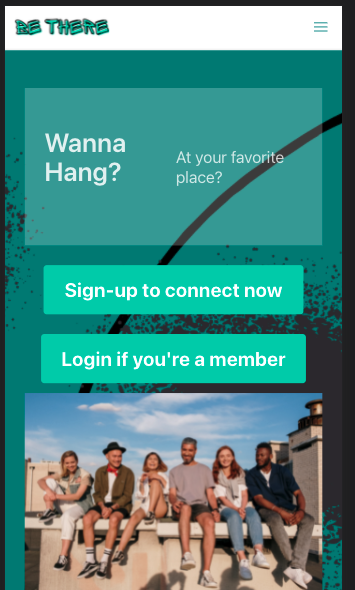 BE THERE
Wanna
Hang?
At your favorite
place?
Sign-up to connect now
Login if you're a member